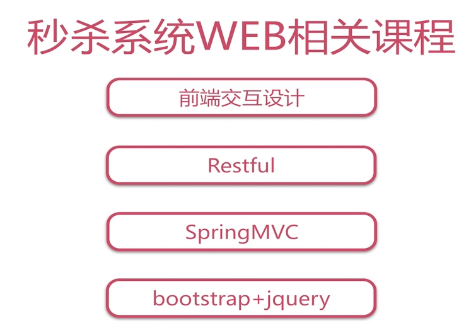 秒杀系统WEB相关课程
前端交互设计
Restful
SpringMVC
bootstrap+jquery